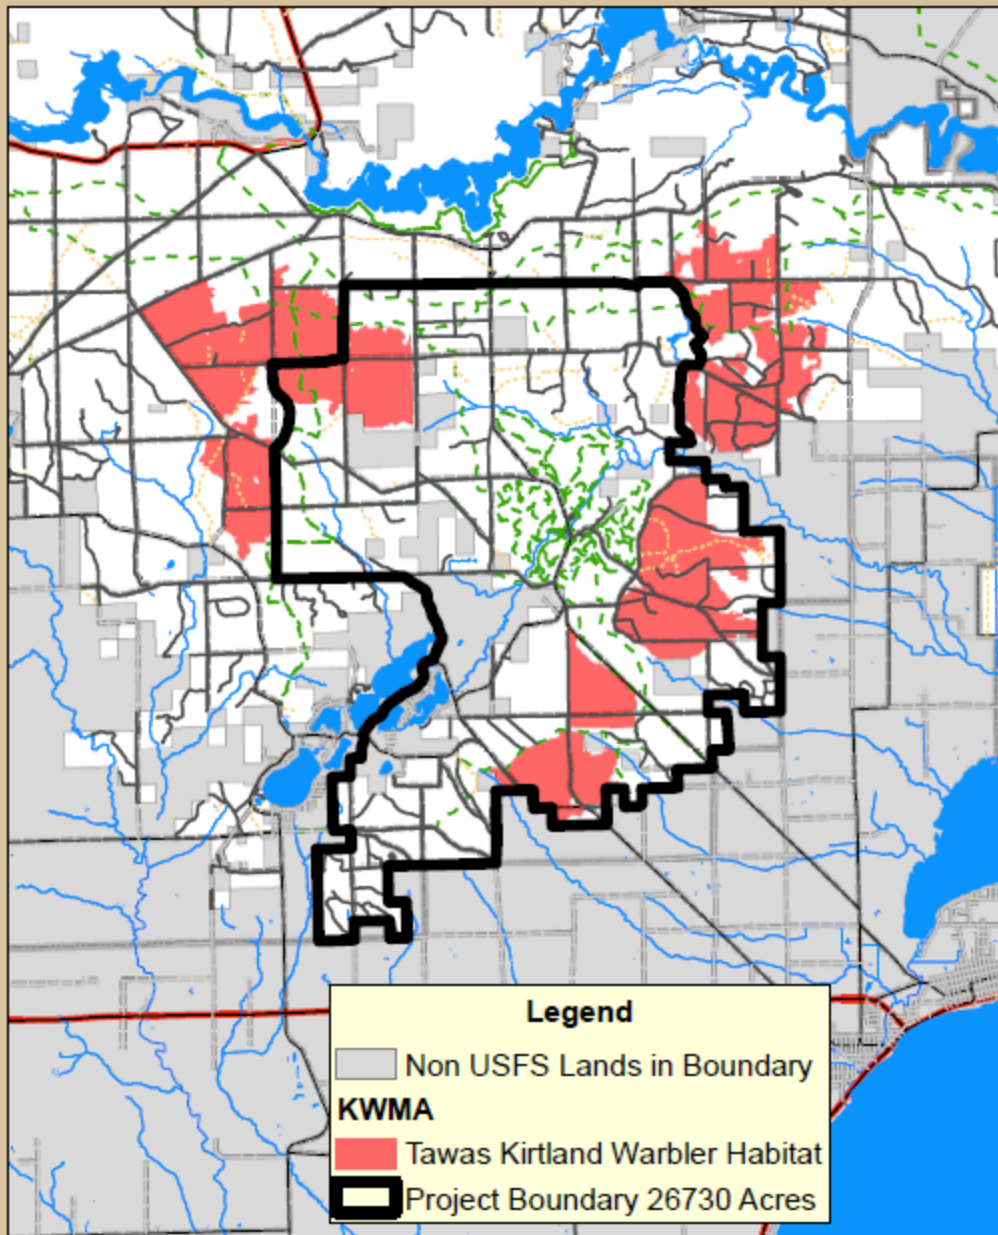 Legend
Non USFS Lands in Boundary
KWMA
Tawas Kirtland Warbler Habitat
Project Boundary 26730 Acres